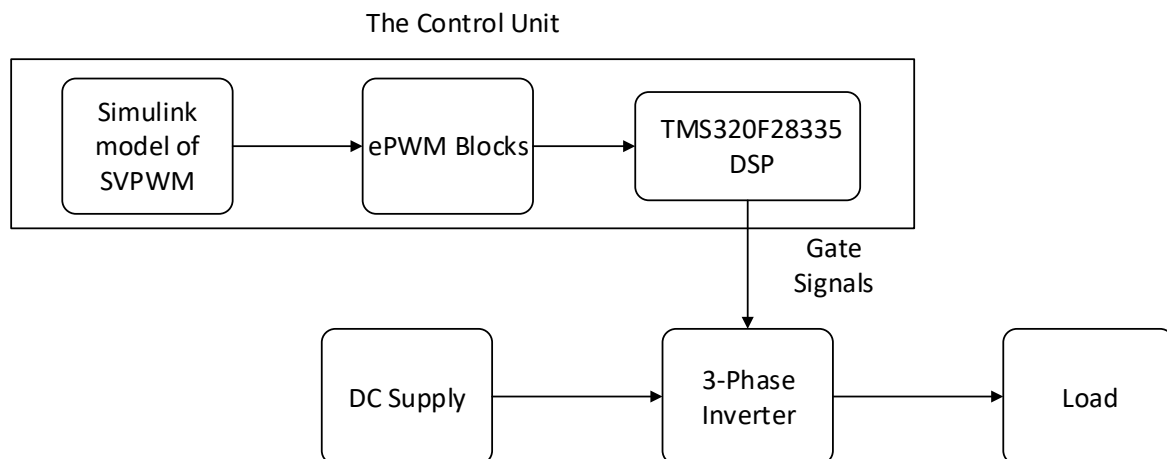 The Control Unit
Simulink
model of
SVPWM
ePWM Blocks
TMS320F28335
DSP
Gate
Signals
DC Supply
3-Phase
Inverter
Load